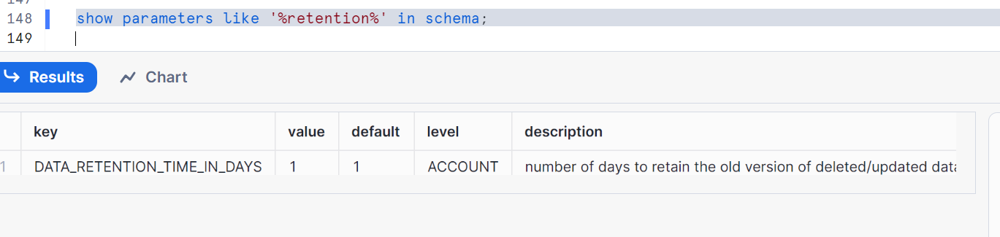 147
148 show parameters like '%retention%' in schema;
149
Results Chart
key value default level description
1 DATA_RETENTION_TIME_IN_DAYS 1 1 ACCOUNT number of days to retain the old version of deleted/updated data